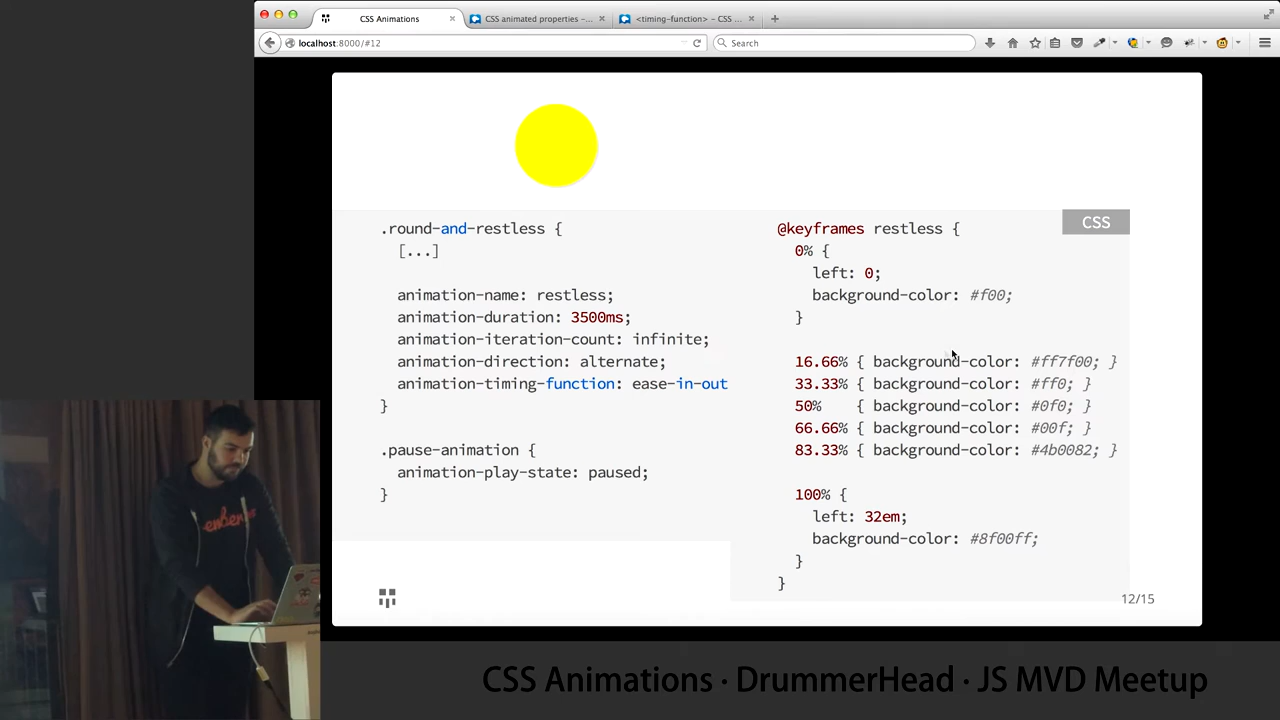 CSS Animations
CSS animated properties -...
<timing-function> - CSS ...
localhost:8000/#12
Search
.round-and-restless {
[...]
animation-name: restless;
animation-duration: 3500ms;
animation-iteration-count: infinite;
animation-direction: alternate;
animation-timing-function: ease-in-out
}
.pause-animation {
animation-play-state: paused;
}
CSS
@keyframes restless {
0% {
left: 0;
background-color: #f00;
}
16.66% { background-color: #ff7f00; }
33.33% { background-color: #ff0; }
50% { background-color: #0f0; }
66.66% { background-color: #00f; }
83.33% { background-color: #4b0082; }
100% {
left: 32em;
background-color: #8f00ff;
}
}
12/15
CSS Animations · DrummerHead · JS MVD Meetup